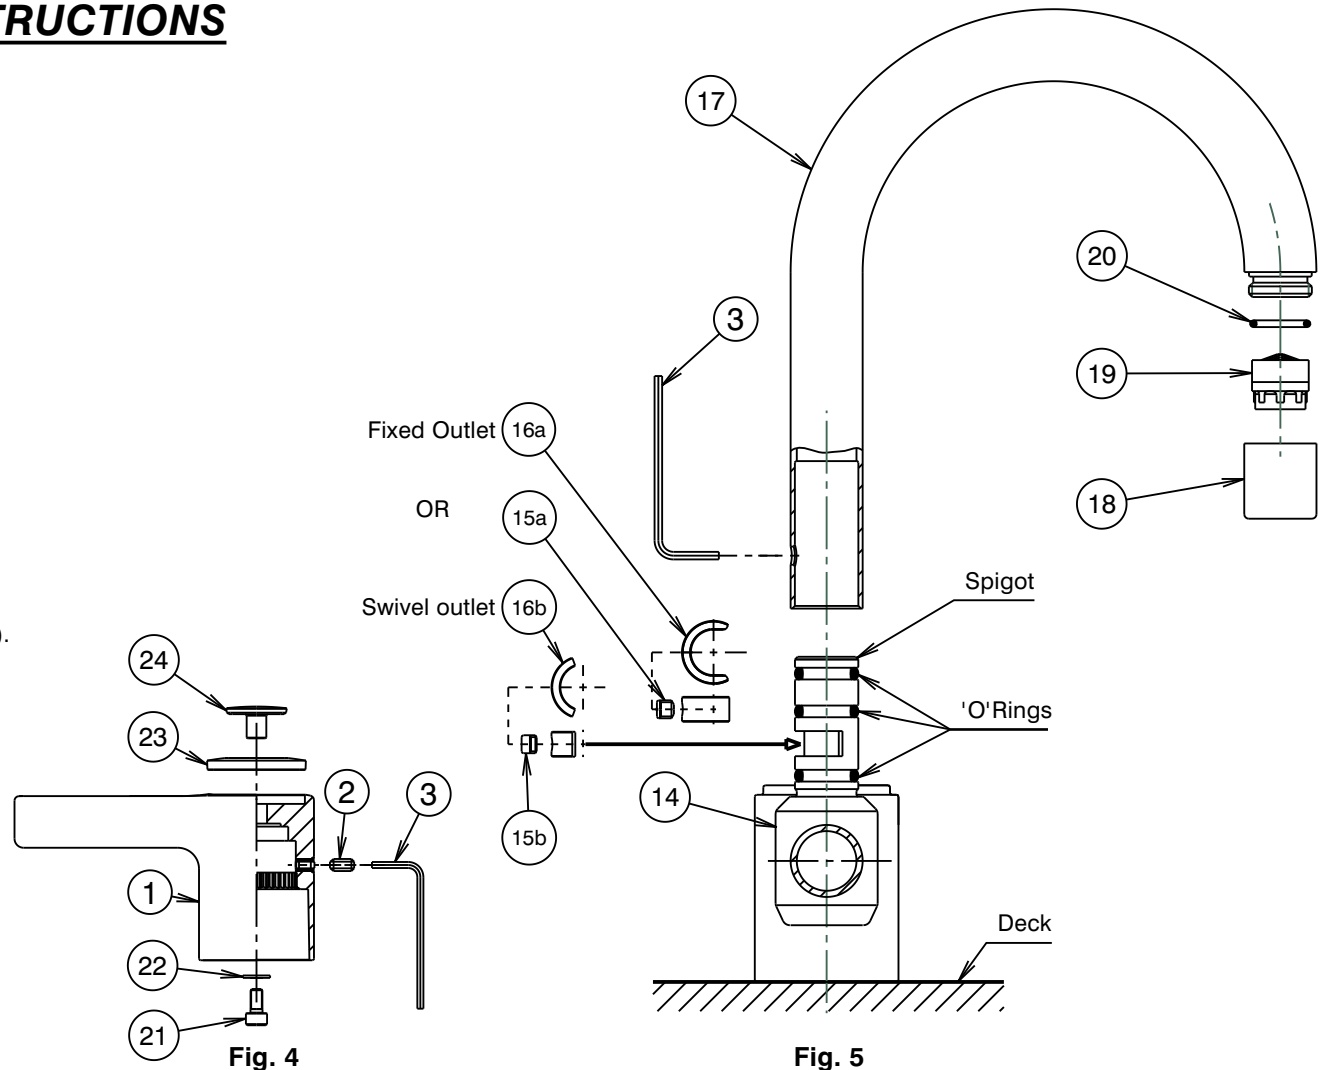 TRUCTIONS
17
20
3
19
Fixed Outlet 16a
18
OR 15a
Spigot
Swivel outlet 16b
).
24
'O'Rings
23
2
3
14
15b
1
Deck
22
21
Fig. 4
Fig. 5